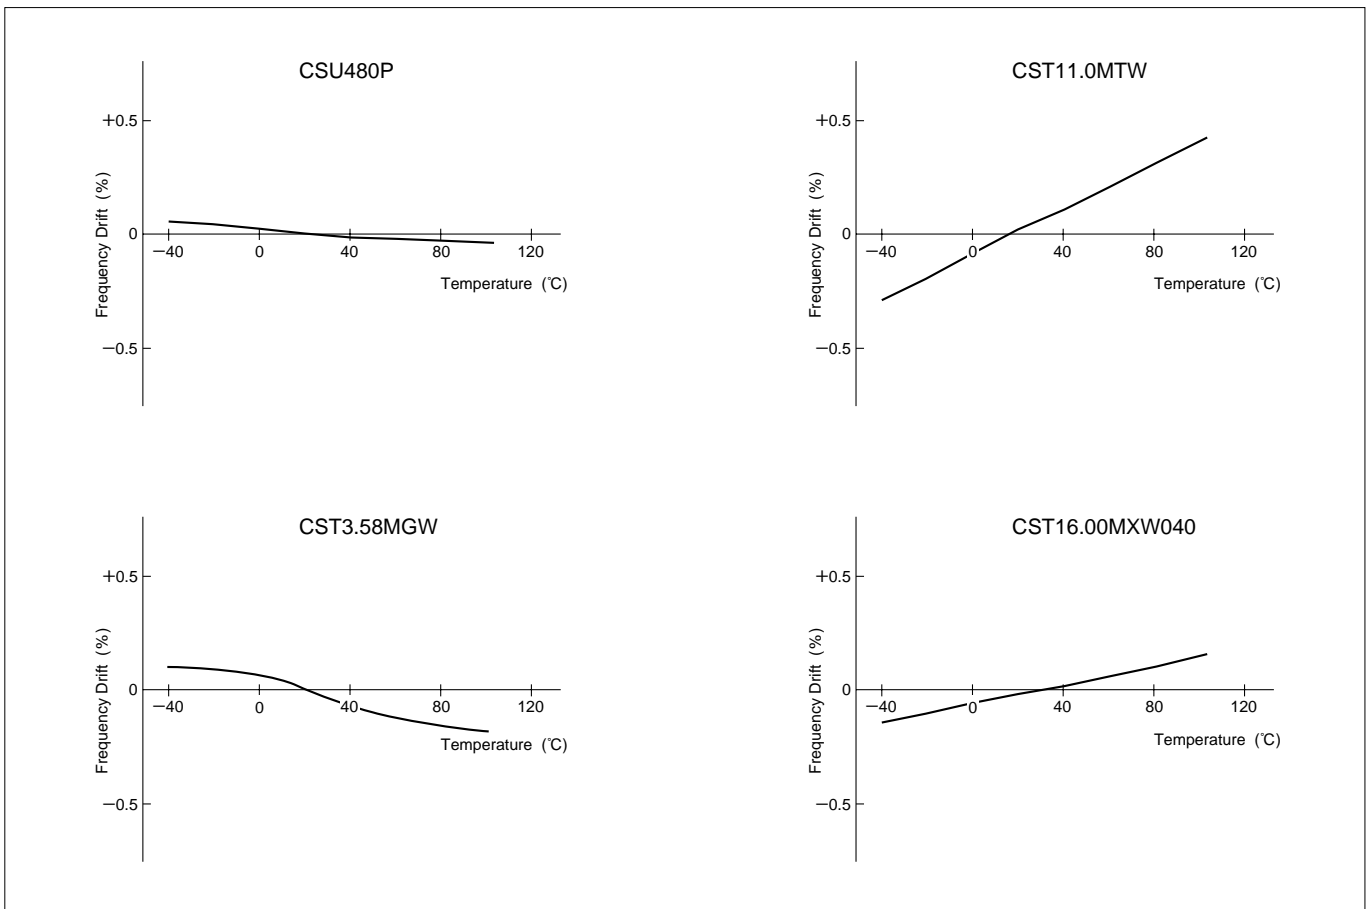 CSU480P
+0.5
0
−0.5
Frequency Drift (%)
−40
0
40
80
120
Temperature (℃)
CST11.0MTW
+0.5
0
−0.5
Frequency Drift (%)
−40
0
40
80
120
Temperature (℃)
CST3.58MGW
+0.5
0
−0.5
Frequency Drift (%)
−40
0
40
80
120
Temperature (℃)
CST16.00MXW040
+0.5
0
−0.5
Frequency Drift (%)
−40
0
40
80
120
Temperature (℃)